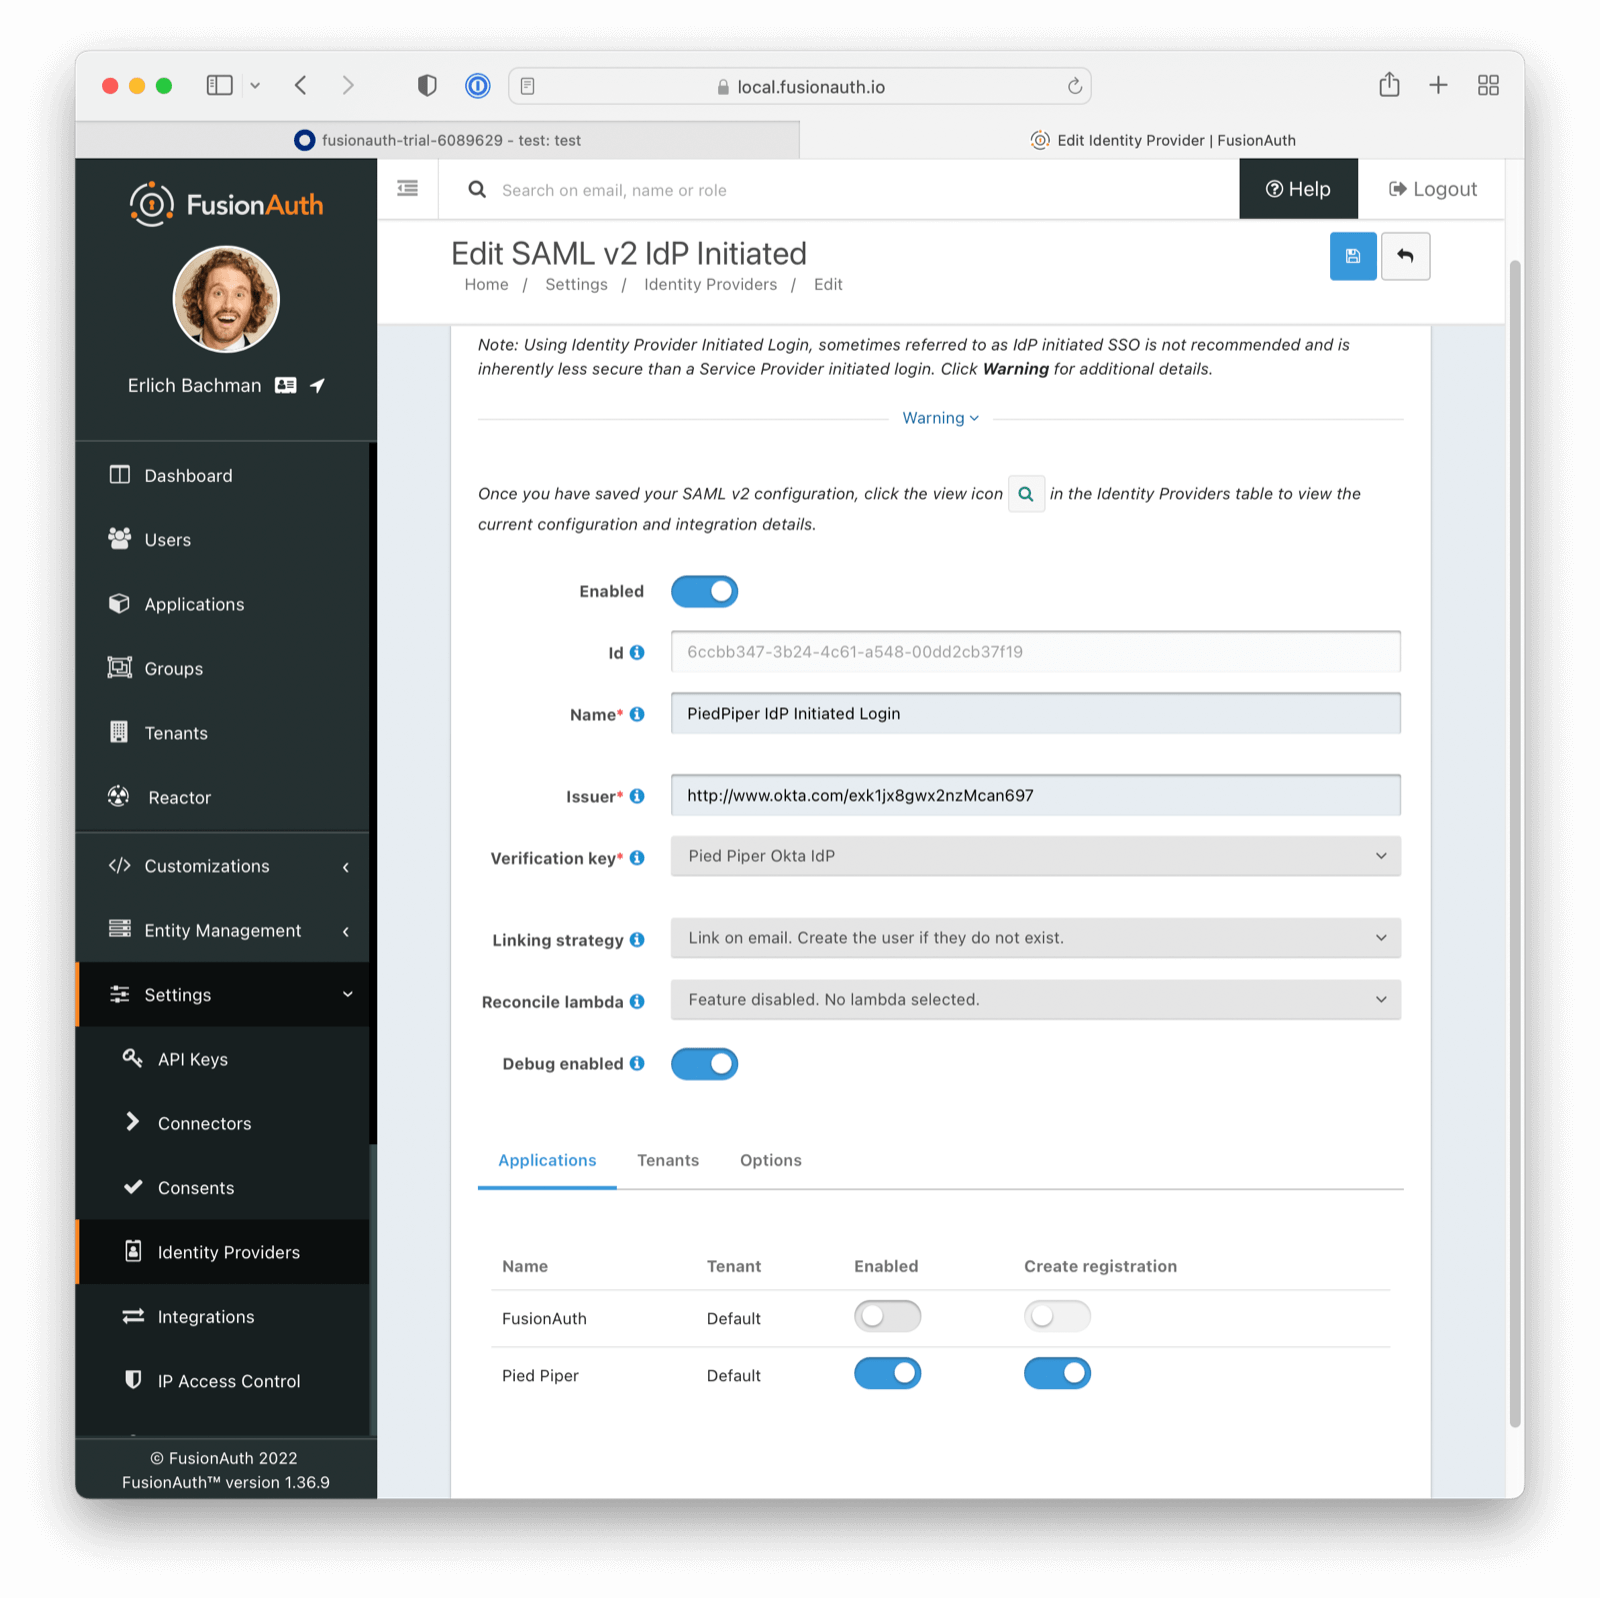 local.fusionauth.io
fusionauth-trial-6089629 - test: test
Edit Identity Provider | FusionAuth
FusionAuth
Erlich Bachman
Dashboard
Users
Applications
Groups
Tenants
Reactor
Customizations
Entity Management
Settings
API Keys
Connectors
Consents
Identity Providers
Integrations
IP Access Control
© FusionAuth 2022
FusionAuth™ version 1.36.9
Search on email, name or role
Help
Logout
Edit SAML v2 IdP Initiated
Home / Settings / Identity Providers / Edit
Note: Using Identity Provider Initiated Login, sometimes referred to as IdP initiated SSO is not recommended and is
inherently less secure than a Service Provider initiated login. Click Warning for additional details.
Warning
Once you have saved your SAML v2 configuration, click the view icon in the Identity Providers table to view the
current configuration and integration details.
Enabled
Id 6ccbb347-3b24-4c61-a548-00dd2cb37f19
Name* PiedPiper IdP Initiated Login
Issuer* http://www.okta.com/exk1jx8gwx2nzMcan697
Verification key* Pied Piper Okta IdP
Linking strategy Link on email. Create the user if they do not exist.
Reconcile lambda Feature disabled. No lambda selected.
Debug enabled
Applications Tenants Options
Name Tenant Enabled Create registration
FusionAuth Default
Pied Piper Default